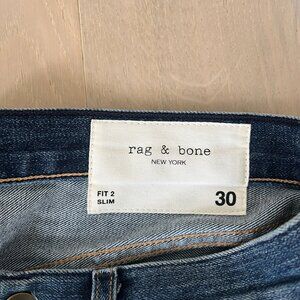 rag & bone
NEW YORK
FIT 2
SLIM
30